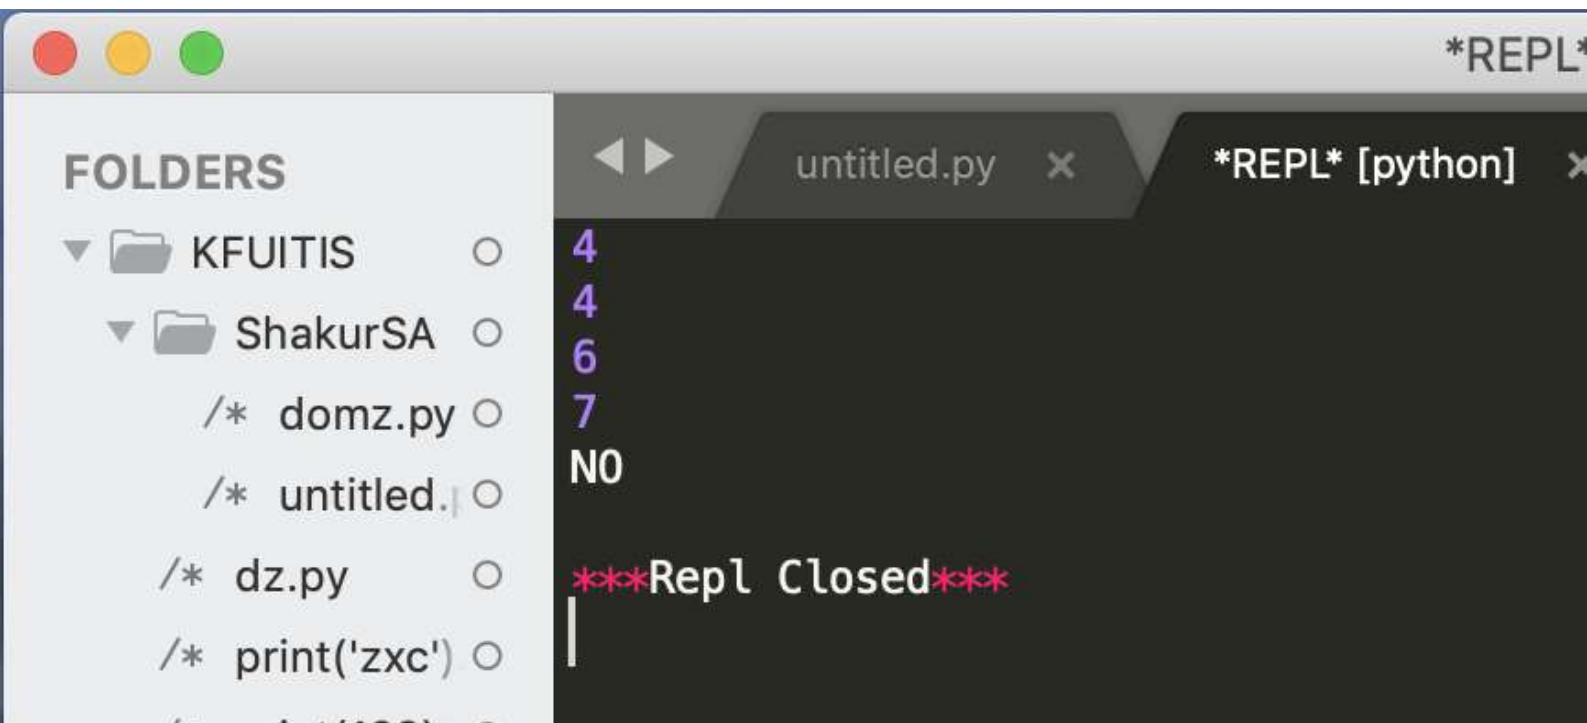 *REPL*
FOLDERS
KFUITIS
ShakurSA
/* domz.py
/* untitled.
/* dz.py
/* print('zxc')
untitled.py
*REPL* [python]
4
4
6
7
NO
***Repl Closed***